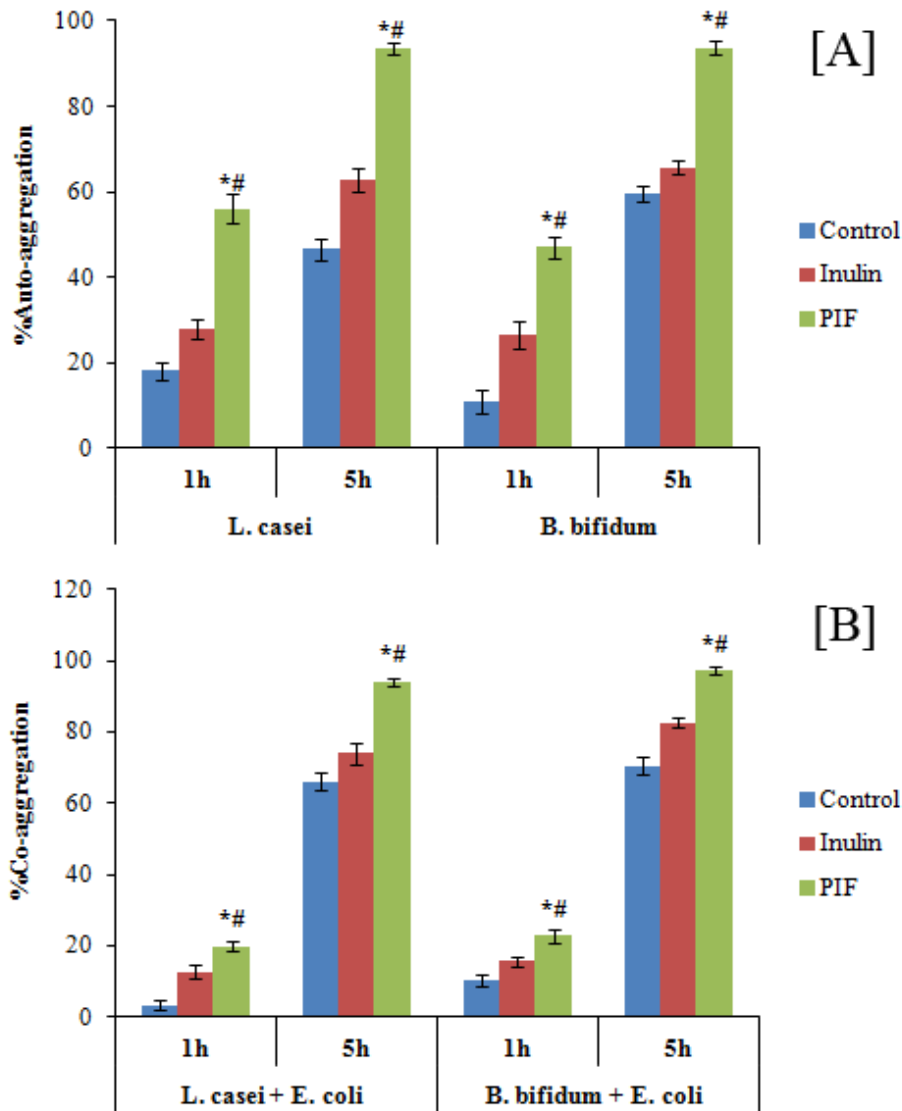 [A]
%Auto-aggregation
100
80
60
40
20
0
*#
*#
*#
*#
Control
Inulin
PIF
1h 5h 1h 5h
L. casei B. bifidum
[B]
%Co-aggregation
120
100
80
60
40
20
0
*#
*#
*#
*#
Control
Inulin
PIF
1h 5h 1h 5h
L. casei + E. coli B. bifidum + E. coli